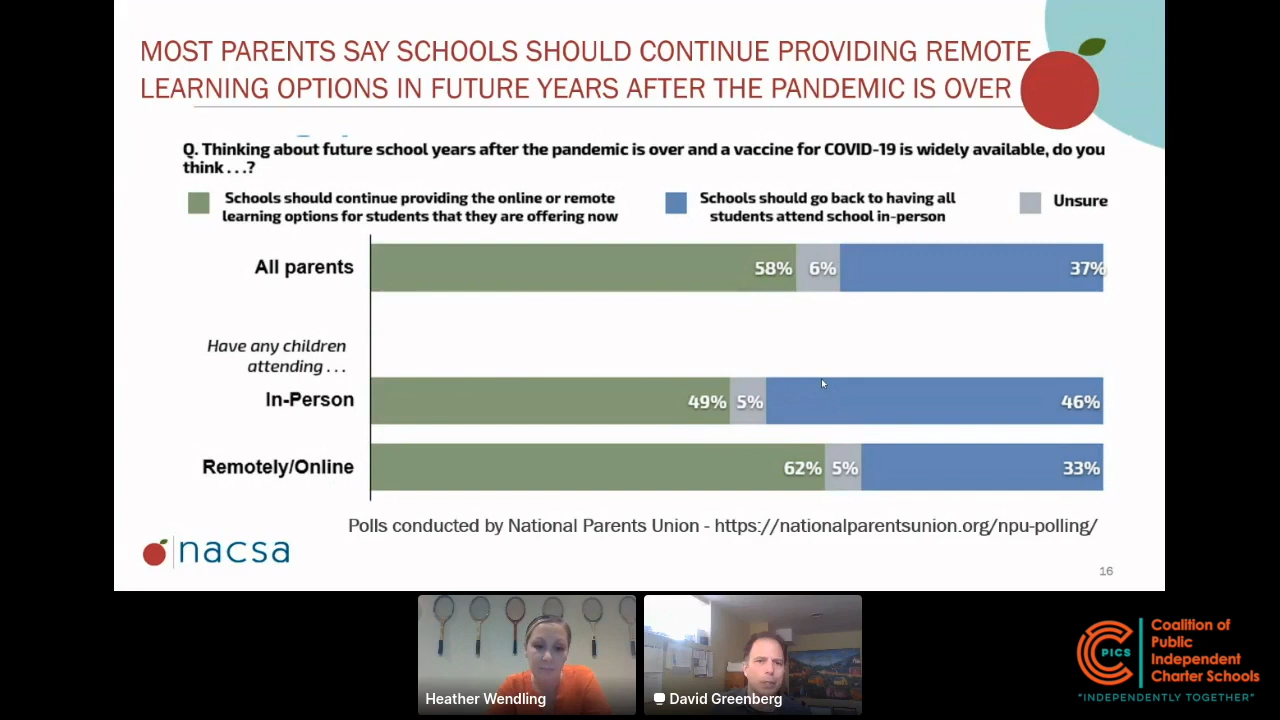 MOST PARENTS SAY SCHOOLS SHOULD CONTINUE PROVIDING REMOTE
LEARNING OPTIONS IN FUTURE YEARS AFTER THE PANDEMIC IS OVER
Q. Thinking about future school years after the pandemic is over and a vaccine for COVID-19 is widely available, do you
think . . .?
Schools should continue providing the online or remote
learning options for students that they are offering now
Schools should go back to having all
students attend school in-person
Unsure
All parents
58%
6%
37%
Have any children
attending . . .
In-Person
49%
5%
46%
Remotely/Online
62%
5%
33%
Polls conducted by National Parents Union - https://nationalparentsunion.org/npu-polling/
nacsa
16
Heather Wendling
David Greenberg
PICS
Coalition of
Public
Independent
Charter Schools
"INDEPENDENTLY TOGETHER"